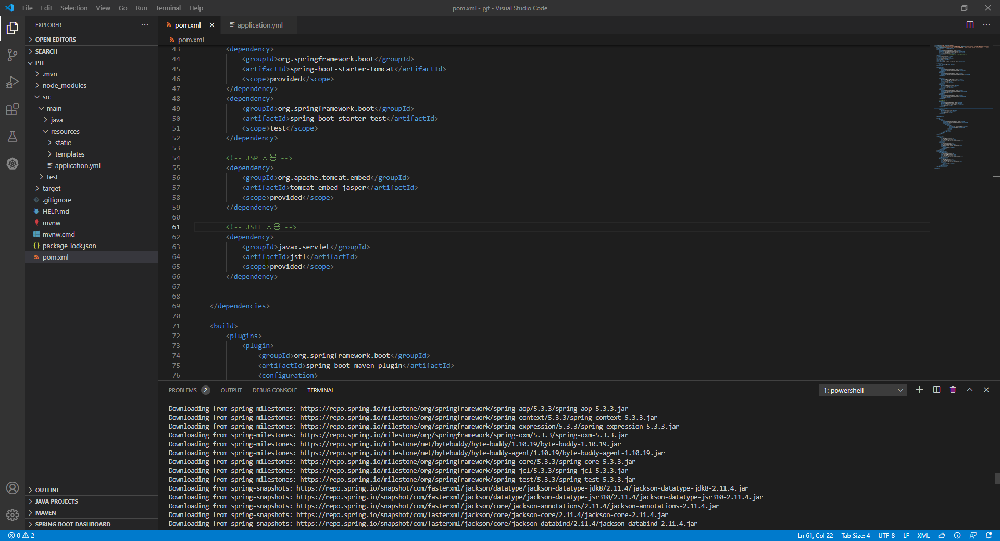 File Edit Selection View Go Run Terminal Help
pom.xml - pjt - Visual Studio Code
EXPLORER
OPEN EDITORS
SEARCH
PJT
.mvn
node_modules
src
main
java
resources
static
templates
application.yml
test
target
.gitignore
HELP.md
mvnw
mvnw.cmd
package-lock.json
pom.xml
OUTLINE
JAVA PROJECTS
MAVEN
SPRING BOOT DASHBOARD
pom.xml application.yml
pom.xml
43 <dependency>
44 <groupId>org.springframework.boot</groupId>
45 <artifactId>spring-boot-starter-tomcat</artifactId>
46 <scope>provided</scope>
47 </dependency>
48 <dependency>
49 <groupId>org.springframework.boot</groupId>
50 <artifactId>spring-boot-starter-test</artifactId>
51 <scope>test</scope>
52 </dependency>
53
54 <!-- JSP 사용 -->
55 <dependency>
56 <groupId>org.apache.tomcat.embed</groupId>
57 <artifactId>tomcat-embed-jasper</artifactId>
58 <scope>provided</scope>
59 </dependency>
60
61 <!-- JSTL 사용 -->
62 <dependency>
63 <groupId>javax.servlet</groupId>
64 <artifactId>jstl</artifactId>
65 <scope>provided</scope>
66 </dependency>
67
68
69 </dependencies>
70
71 <build>
72 <plugins>
73 <plugin>
74 <groupId>org.springframework.boot</groupId>
75 <artifactId>spring-boot-maven-plugin</artifactId>
76 <configuration>
PROBLEMS 2 OUTPUT DEBUG CONSOLE TERMINAL 1: powershell
Downloading from spring-milestones: https://repo.spring.io/milestone/org/springframework/spring-aop/5.3.3/spring-aop-5.3.3.jar
Downloading from spring-milestones: https://repo.spring.io/milestone/org/springframework/spring-context/5.3.3/spring-context-5.3.3.jar
Downloading from spring-milestones: https://repo.spring.io/milestone/org/springframework/spring-expression/5.3.3/spring-expression-5.3.3.jar
Downloading from spring-milestones: https://repo.spring.io/milestone/org/springframework/spring-oxm/5.3.3/spring-oxm-5.3.3.jar
Downloading from spring-milestones: https://repo.spring.io/milestone/net/bytebuddy/byte-buddy/1.10.19/byte-buddy-1.10.19.jar
Downloading from spring-milestones: https://repo.spring.io/milestone/net/bytebuddy/byte-buddy-agent/1.10.19/byte-buddy-agent-1.10.19.jar
Downloading from spring-milestones: https://repo.spring.io/milestone/org/springframework/spring-core/5.3.3/spring-core-5.3.3.jar
Downloading from spring-milestones: https://repo.spring.io/milestone/org/springframework/spring-jcl/5.3.3/spring-jcl-5.3.3.jar
Downloading from spring-milestones: https://repo.spring.io/milestone/org/springframework/spring-test/5.3.3/spring-test-5.3.3.jar
Downloading from spring-snapshots: https://repo.spring.io/snapshot/com/fasterxml/jackson/datatype/jackson-datatype-jdk8/2.11.4/jackson-datatype-jdk8-2.11.4.jar
Downloading from spring-snapshots: https://repo.spring.io/snapshot/com/fasterxml/jackson/datatype/jackson-datatype-jsr310/2.11.4/jackson-datatype-jsr310-2.11.4.jar
Downloading from spring-snapshots: https://repo.spring.io/snapshot/com/fasterxml/jackson/core/jackson-annotations/2.11.4/jackson-annotations-2.11.4.jar
Downloading from spring-snapshots: https://repo.spring.io/snapshot/com/fasterxml/jackson/core/jackson-core/2.11.4/jackson-core-2.11.4.jar
Downloading from spring-snapshots: https://repo.spring.io/snapshot/com/fasterxml/jackson/core/jackson-databind/2.11.4/jackson-databind-2.11.4.jar
0 2 Ln 61, Col 22 Tab Size: 4 UTF-8 LF XML